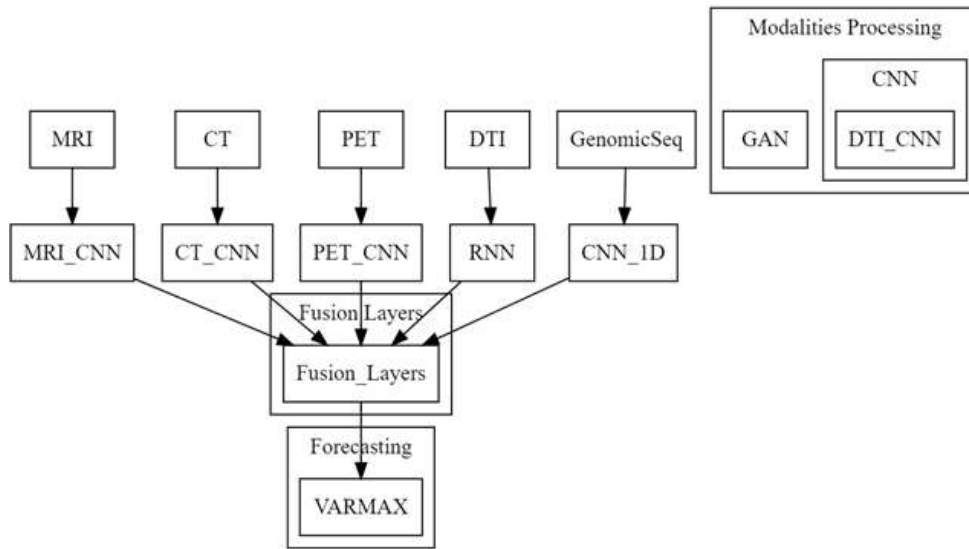 Modalities Processing
CNN
MRI
CT
PET
DTI
GenomicSeq
GAN
DTI_CNN
MRI_CNN
CT_CNN
PET_CNN
RNN
CNN_1D
Fusion Layers
Fusion_Layers
Forecasting
VARMAX